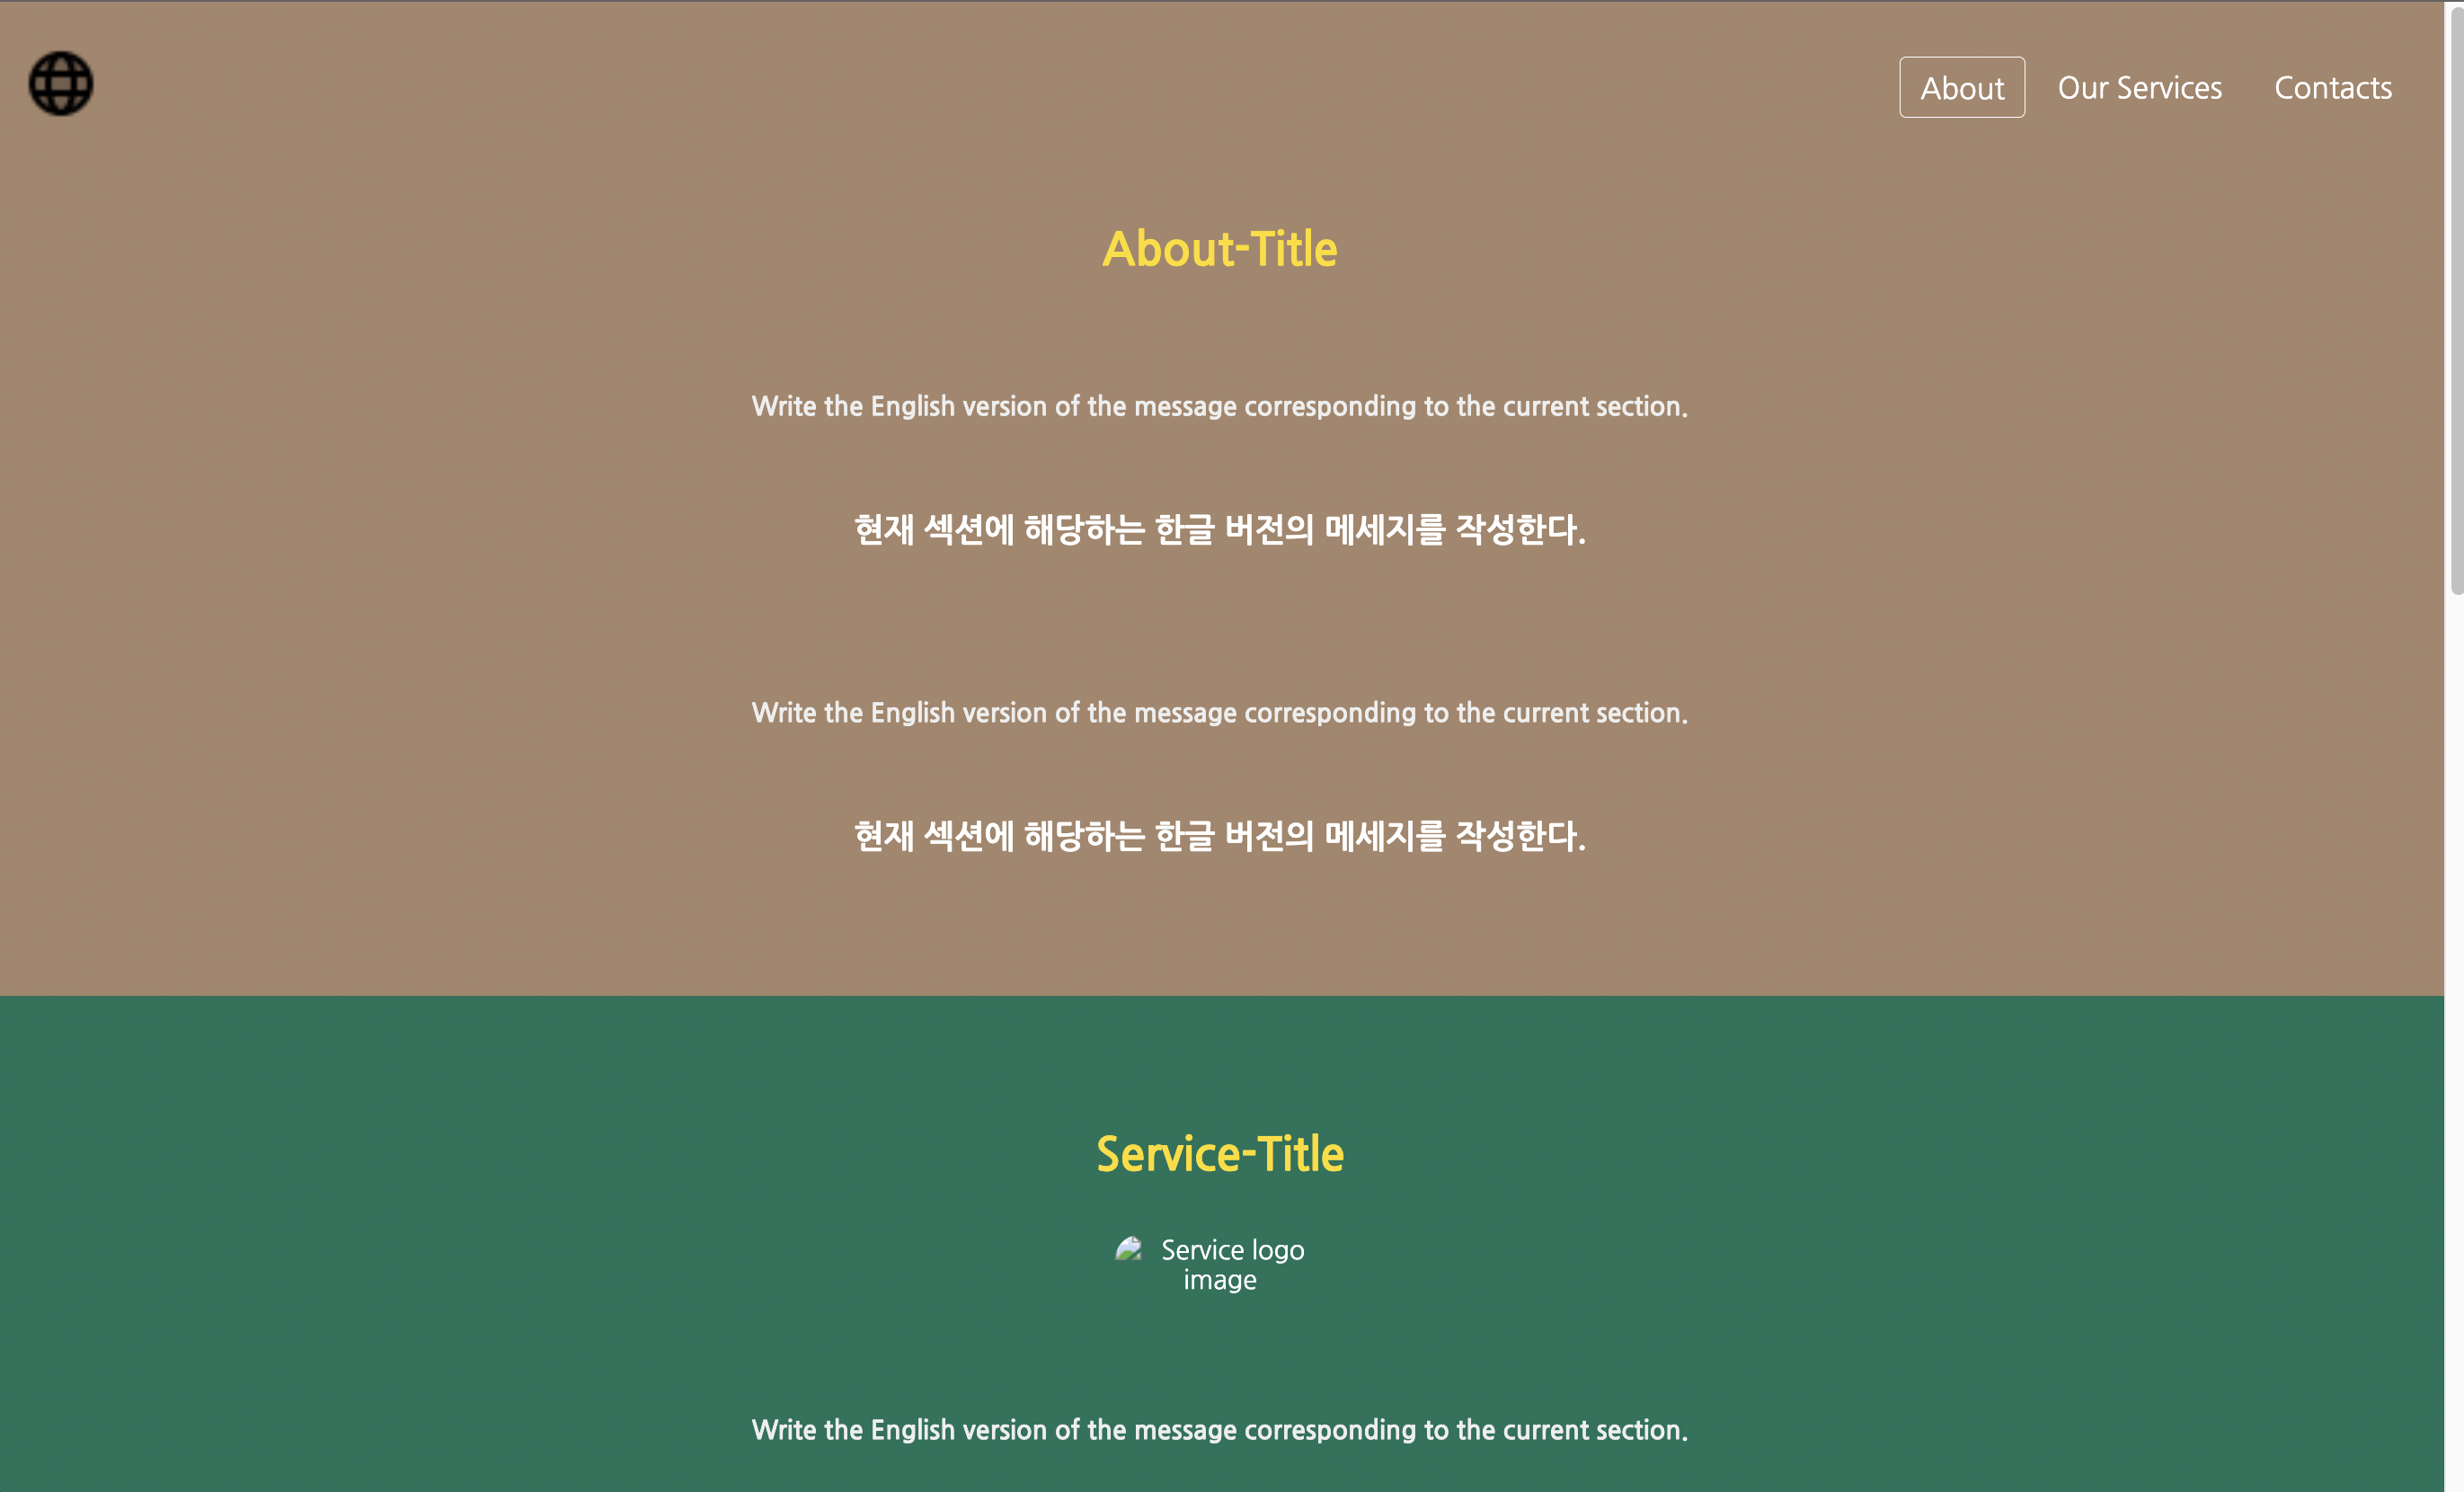 About
Our Services
Contacts
About-Title
Write the English version of the message corresponding to the current section.
현재 섹션에 해당하는 한글 버전의 메세지를 작성한다.
Write the English version of the message corresponding to the current section.
현재 섹션에 해당하는 한글 버전의 메세지를 작성한다.
Service-Title
Service logo
image
Write the English version of the message corresponding to the current section.